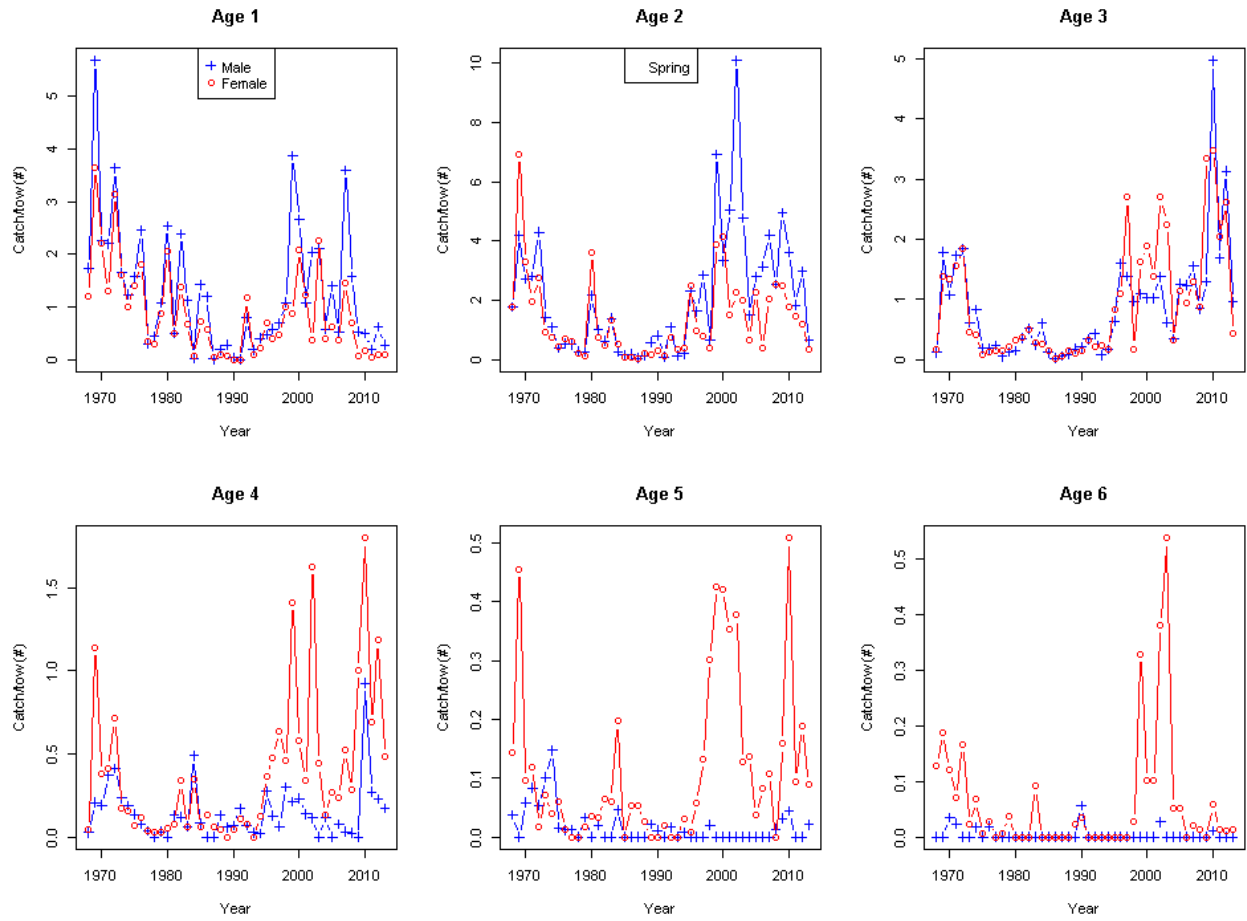 Age 1
Age 2
Age 3
+ Male
○ Female
Spring
Catch/tow(#)
0 1 2 3 4 5
1970 1980 1990 2000 2010
Year
Catch/tow(#)
0 2 4 6 8 10
1970 1980 1990 2000 2010
Year
Catch/tow(#)
0 1 2 3 4 5
1970 1980 1990 2000 2010
Year
Age 4
Age 5
Age 6
Catch/tow(#)
0.0 0.5 1.0 1.5
1970 1980 1990 2000 2010
Year
Catch/tow(#)
0.0 0.1 0.2 0.3 0.4 0.5
1970 1980 1990 2000 2010
Year
Catch/tow(#)
0.0 0.1 0.2 0.3 0.4 0.5
1970 1980 1990 2000 2010
Year